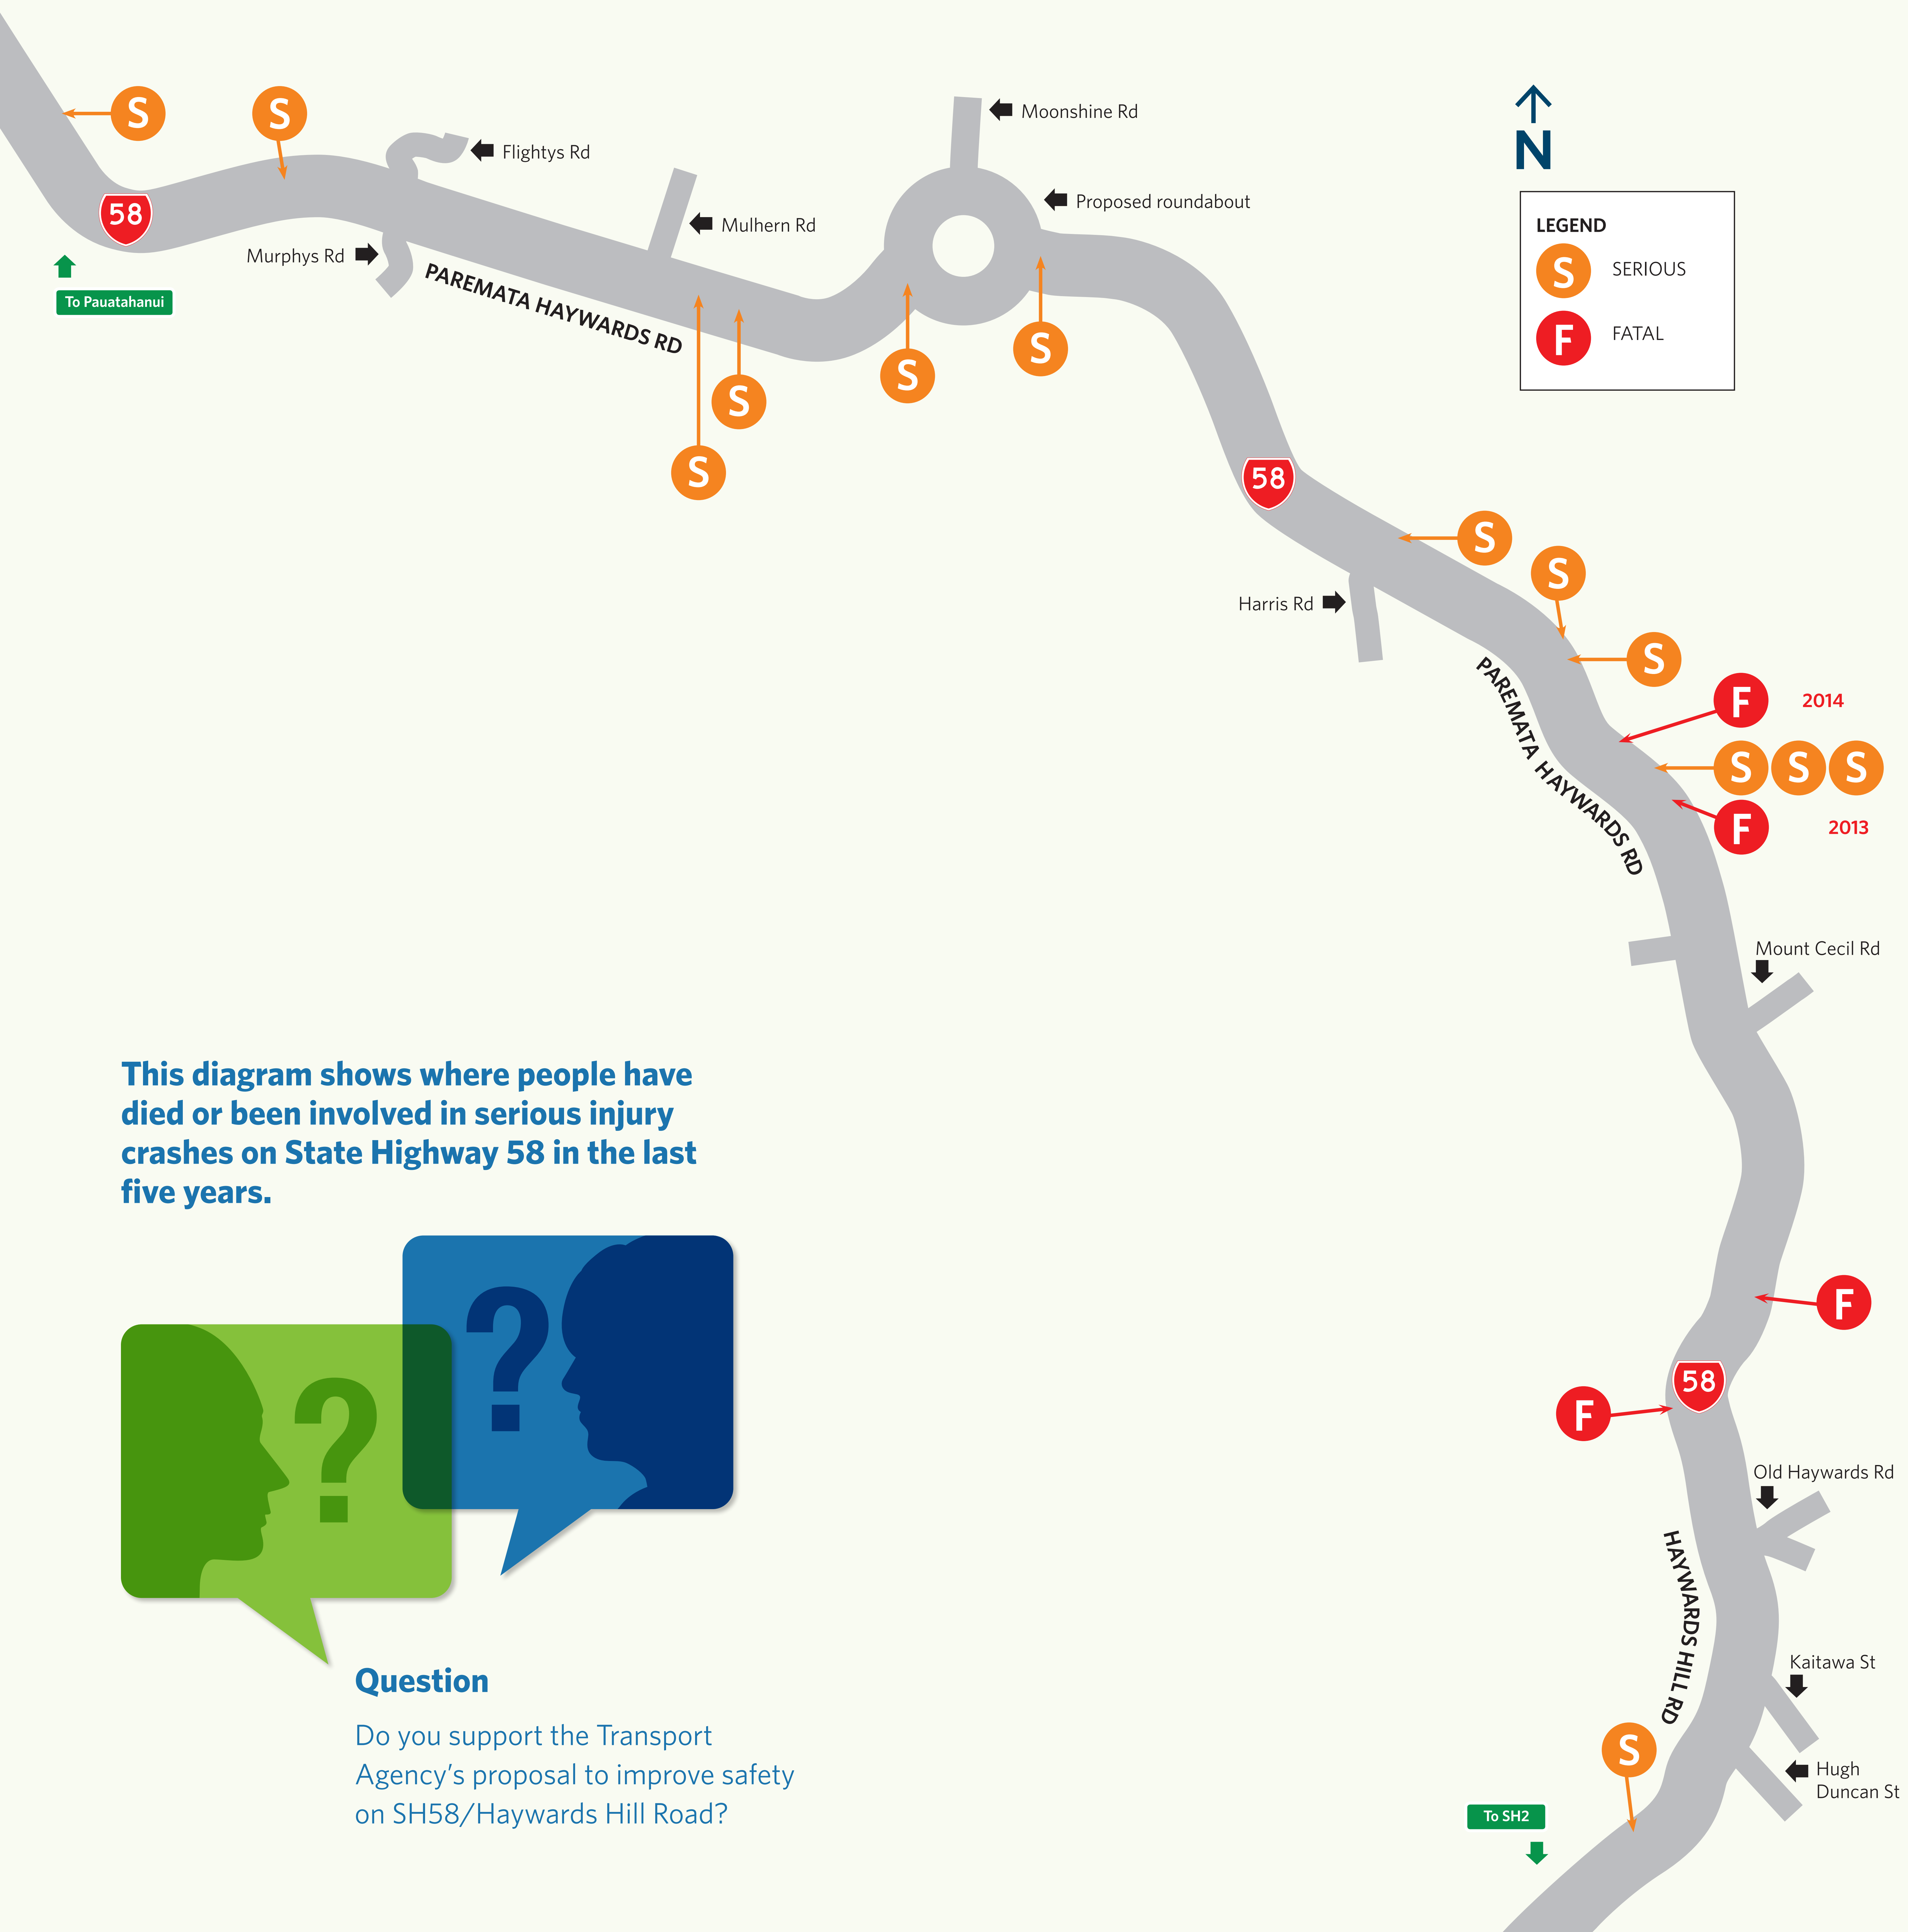 S
S
58
To Pauatahanui
Flightys Rd
Murphys Rd
Mulhern Rd
PAREMATA HAYWARDS RD
Moonshine Rd
Proposed roundabout
S
S
S
S
N
LEGEND
S SERIOUS
F FATAL
58
S
S
Harris Rd
S
F 2014
S S S
F 2013
PAREMATA HAYWARDS RD
Mount Cecil Rd
This diagram shows where people have
died or been involved in serious injury
crashes on State Highway 58 in the last
five years.
? ?
Question
Do you support the Transport
Agency's proposal to improve safety
on SH58/Haywards Hill Road?
F
58
F
Old Haywards Rd
HAYWARDS HILL RD
Kaitawa St
S
Hugh
Duncan St
To SH2